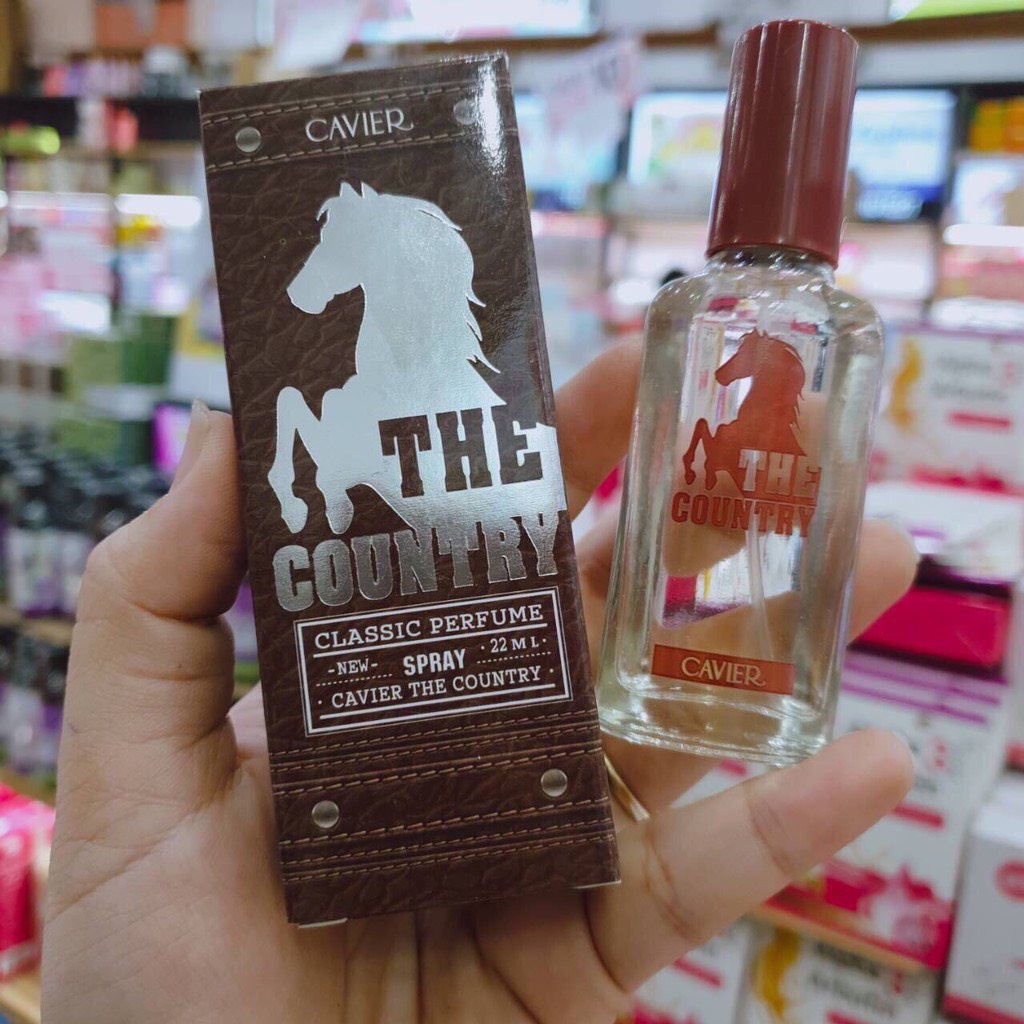 CAVIER
THE
COUNTRY
CLASSIC PERFUME
-NEW- SPRAY · 22 ML ·
· CAVIER THE COUNTRY ·
THE
COUNTRY
CAVIER